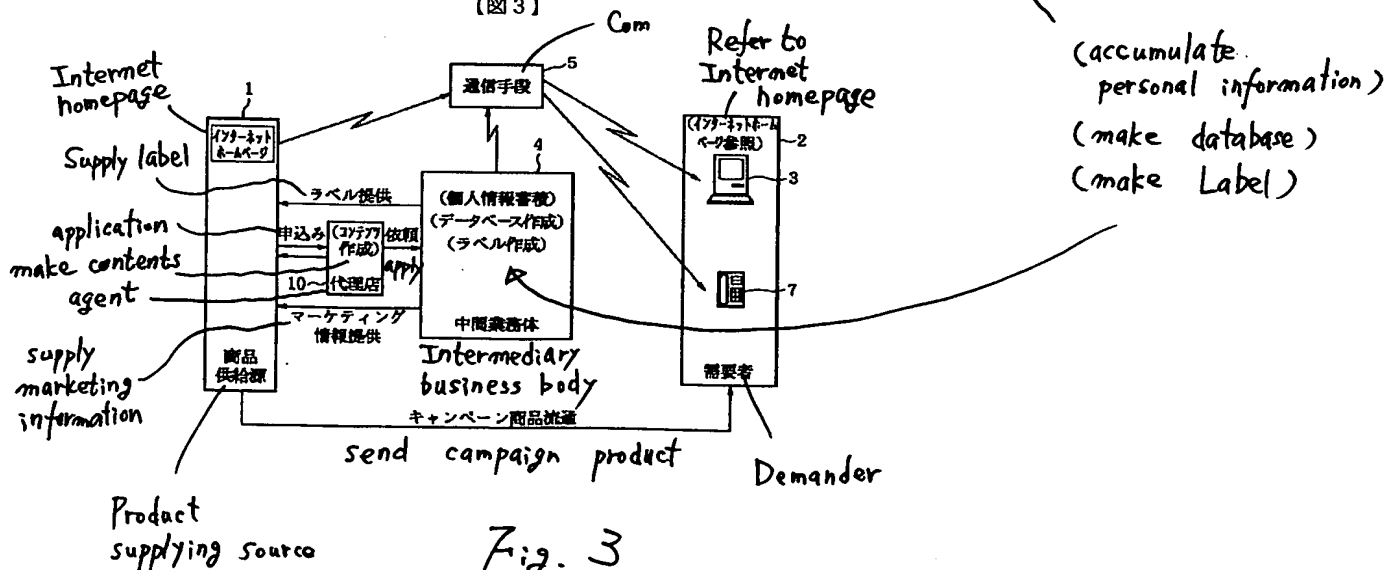 【図3】
Com
Internet
homepage
1
インターネット
ホームページ
5
通信手段
Refer to
Internet
homepage
(インターネットホーム
ページ参照)
2
3
(accumulate
personal information)
(make database)
(make Label)
Supply label
ラベル提供
4
(個人情報蓄積)
(データベース作成)
(ラベル作成)
application
申込み
(コンテンツ
作成)
依頼
apply
make contents
agent
10
代理店
7
マーケティング
情報提供
中間業務体
supply
marketing
information
商品
供給源
Intermediary
business body
需要者
キャンペーン商品流通
send campaign product
Demander
Product
supplying source
Fig. 3